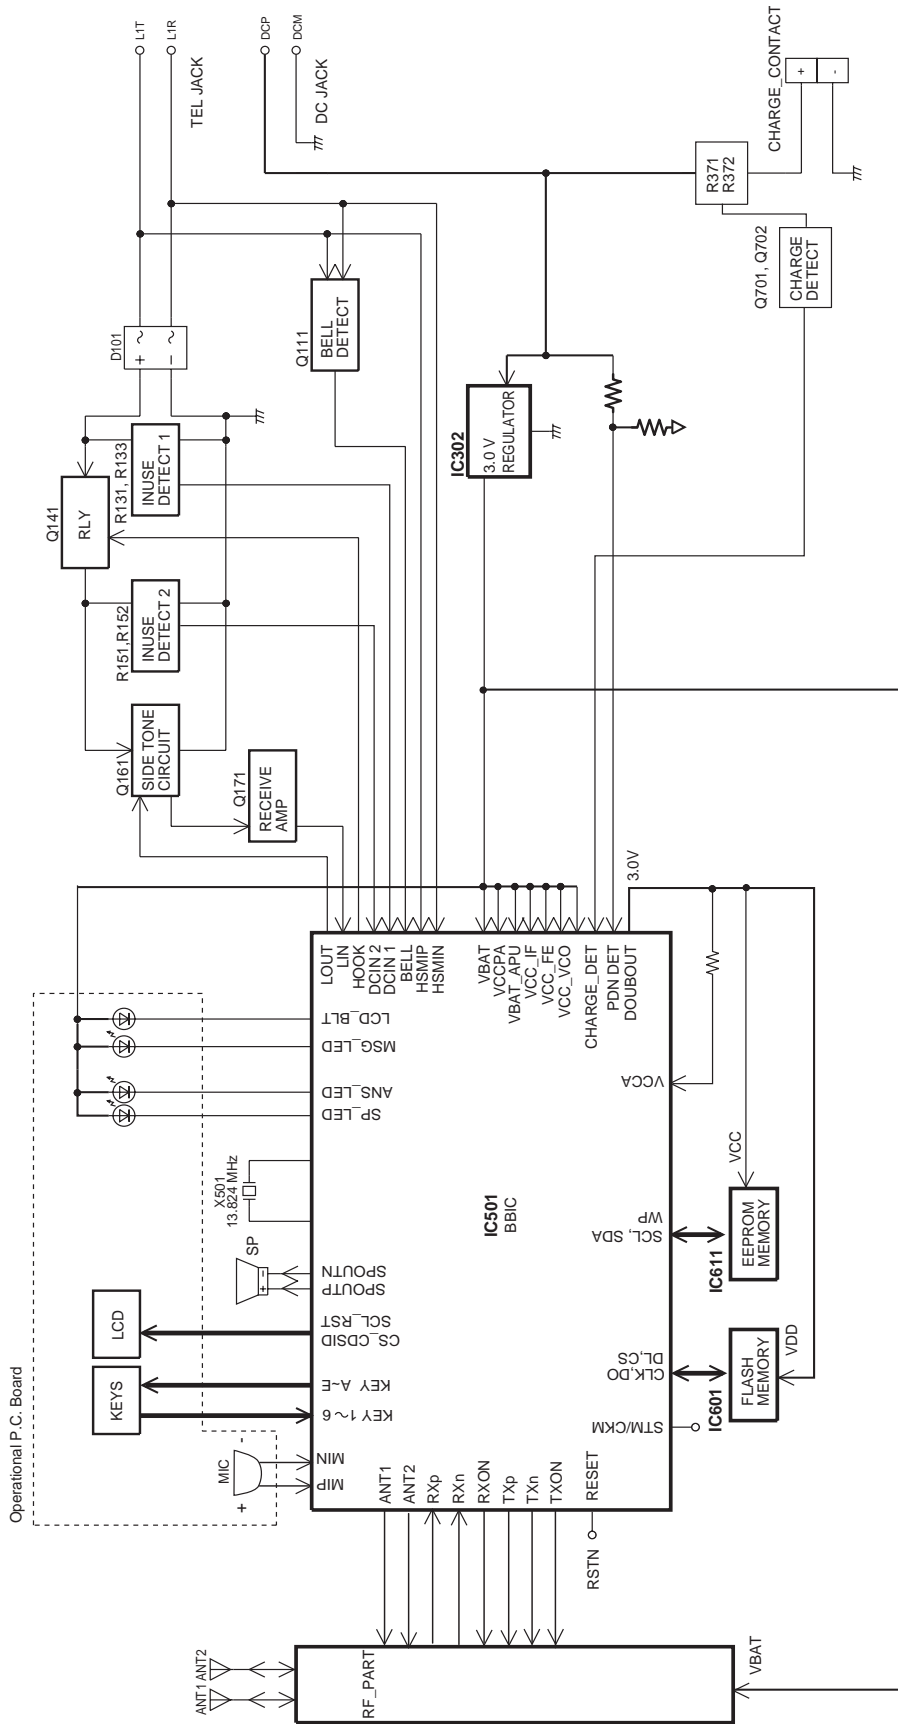 Operational P.C. Board
ANT1
ANT2
RF_PART
VBAT
ANT1
ANT2
RXp
RXn
RXON
TXp
TXn
TXON
RESET
RSTN
MIC
+
-
MIP
MIN
KEYS
KEY 1~6
KEY A~E
LCD
CS_CDSID
SCL_RST
SP
+
-
SPOUTP
SPOUTN
X501
13.824 MHz
SP_LED
ANS_LED
MSG_LED
LCD_BLT
IC501
BBIC
STM/CKM
CLK,DO
DL,CS
IC601
FLASH
MEMORY
VDD
SCL, SDA
WP
IC611
EEPROM
MEMORY
VCC
VCCA
LOUT
LIN
HOOK
DCIN 2
DCIN 1
BELL
HSMIP
HSMIN
VBAT
VCCPA
VBAT_APU
VCC_IF
VCC_FE
VCC_VCO
CHARGE_DET
PDN DET
DOUBOUT
3.0V
Q161
SIDE TONE
CIRCUIT
Q171
RECEIVE
AMP
R151,R152
INUSE
DETECT 2
Q141
RLY
R131, R133
INUSE
DETECT 1
D101
+ ~
− ~
Q111
BELL
DETECT
IC302
3.0 V
REGULATOR
L1T
L1R
TEL JACK
DCP
DCM
DC JACK
R371
R372
Q701, Q702
CHARGE
DETECT
CHARGE_CONTACT
+
-